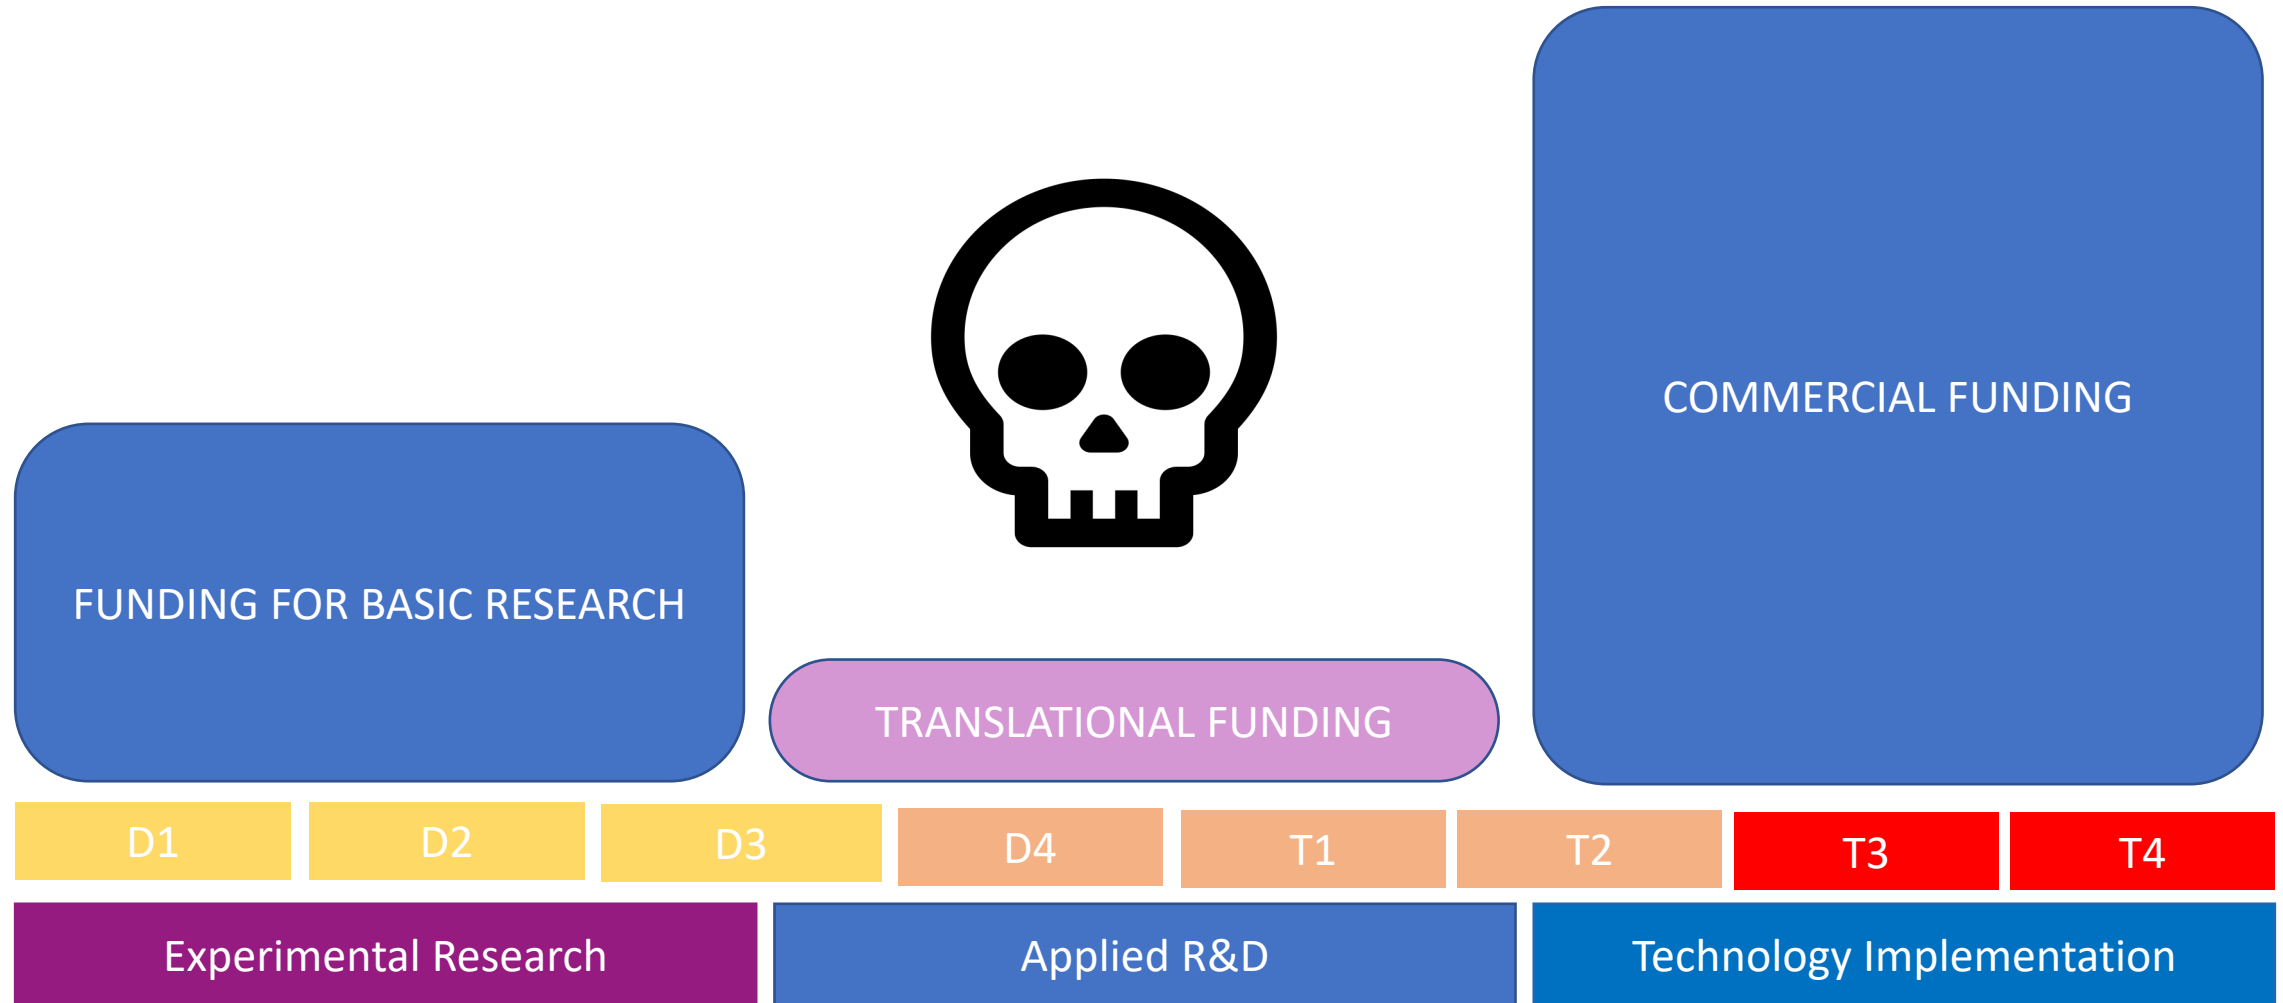 COMMERCIAL FUNDING
FUNDING FOR BASIC RESEARCH
TRANSLATIONAL FUNDING
D1
D2
D3
D4
T1
T2
T3
T4
Experimental Research
Applied R&D
Technology Implementation